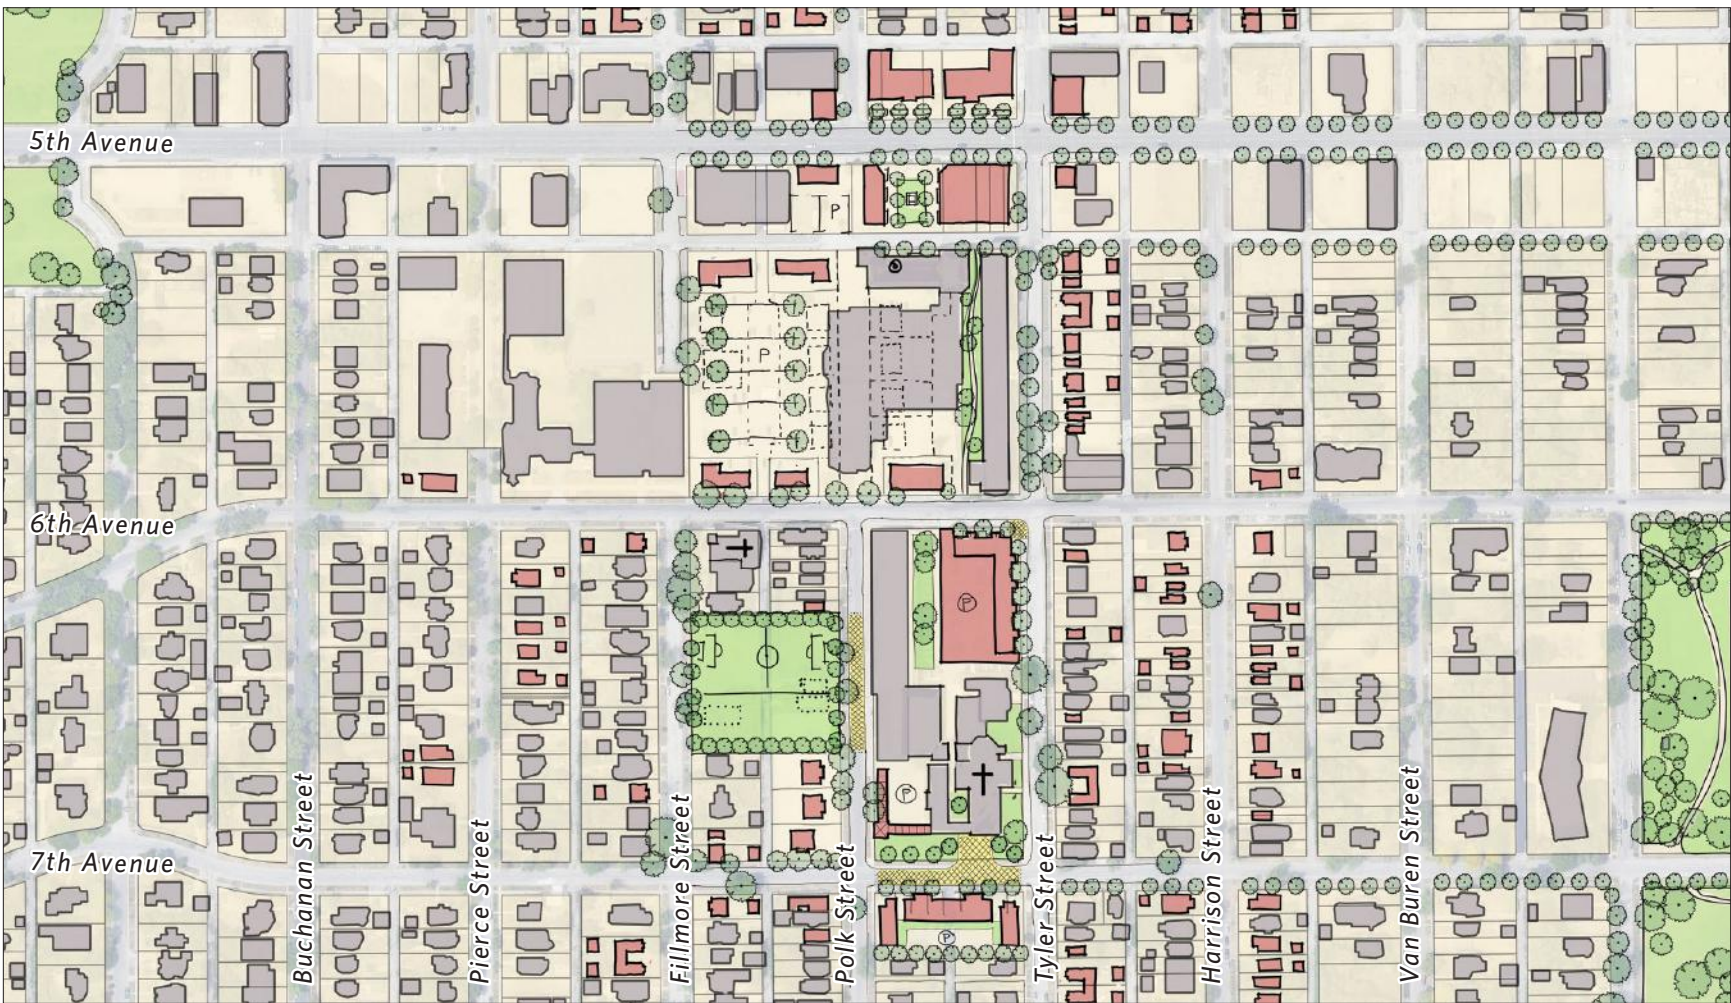 5th Avenue
P
P
6th Avenue
P
7th Avenue
P
P
Buchanan Street
Pierce Street
Fillmore Street
Polk Street
Tyler Street
Harrison Street
Van Buren Street